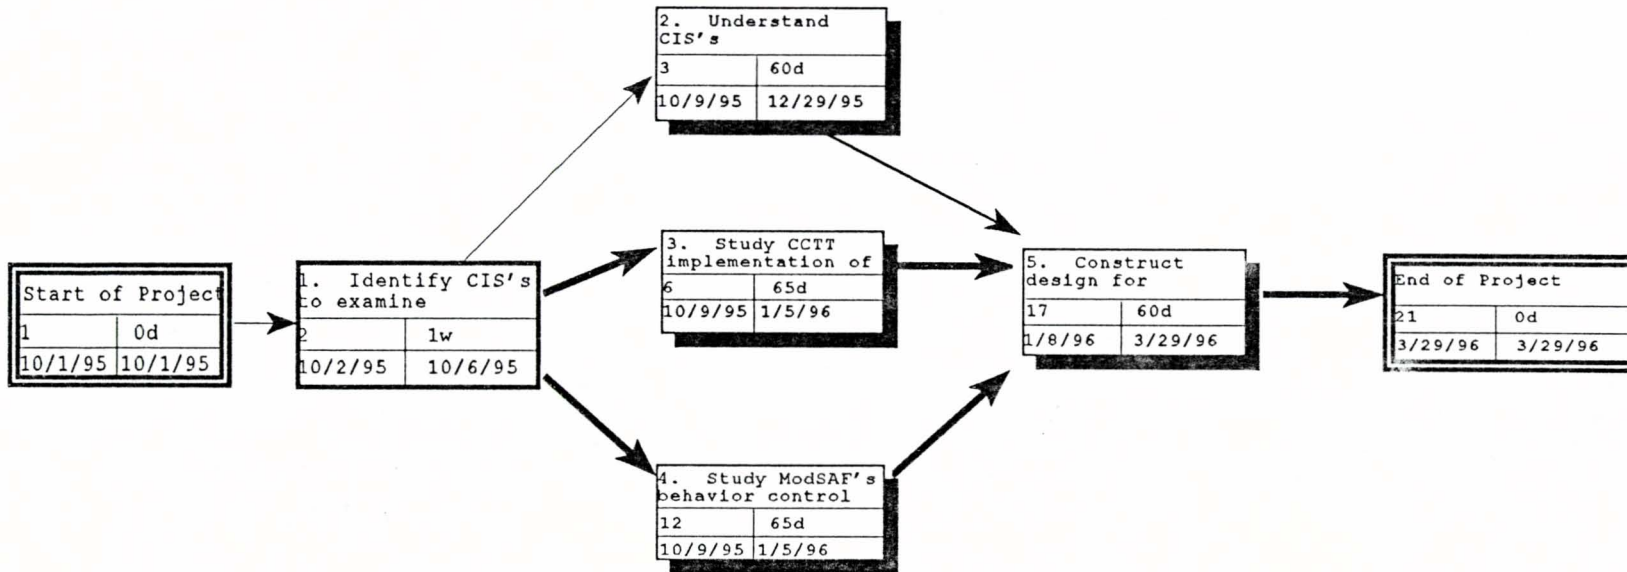 2. Understand
CIS's
3 60d
10/9/95 12/29/95
Start of Project
1 0d
10/1/95 10/1/95
1. Identify CIS's
to examine
2 1w
10/2/95 10/6/95
3. Study CCTT
implementation of
6 65d
10/9/95 1/5/96
4. Study ModSAF's
behavior control
12 65d
10/9/95 1/5/96
5. Construct
design for
17 60d
1/8/96 3/29/96
End of Project
21 0d
3/29/96 3/29/96